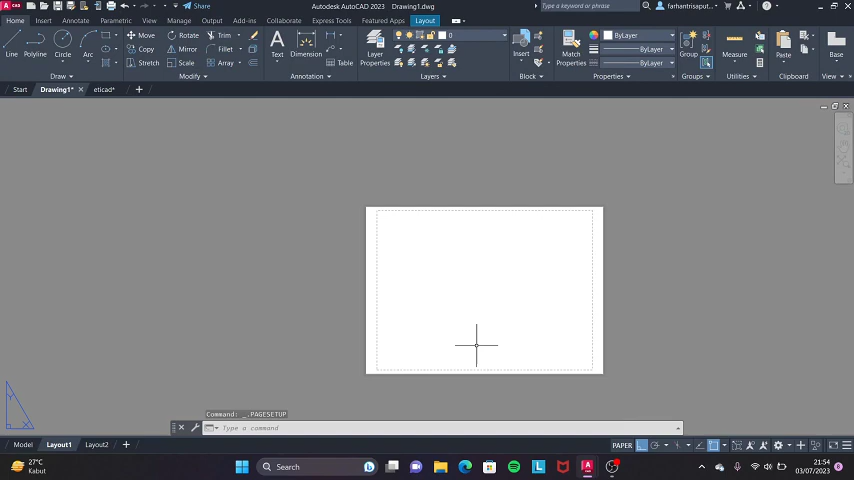 CAD Share Autodesk AutoCAD 2023 Drawing1.dwg Type a keyword or phrase farhantrisaput...
Home Insert Annotate Parametric View Manage Output Add-ins Collaborate Express Tools Featured Apps Layout
Line Polyline Circle Arc
Move Rotate Trim
Copy Mirror Fillet
Stretch Scale Array
Text Dimension Table
Layer Properties 0
Insert
Match Properties ByLayer
ByLayer
ByLayer
Group
Measure
Paste
Base
Draw Modify Annotation Layers Block Properties Groups Utilities Clipboard View
Start Drawing1* eticad*
Y
X
Command: _.PAGESETUP
Type a command
Model Layout1 Layout2 PAPER
27°C
Kabut
Search
21:54
03/07/2023